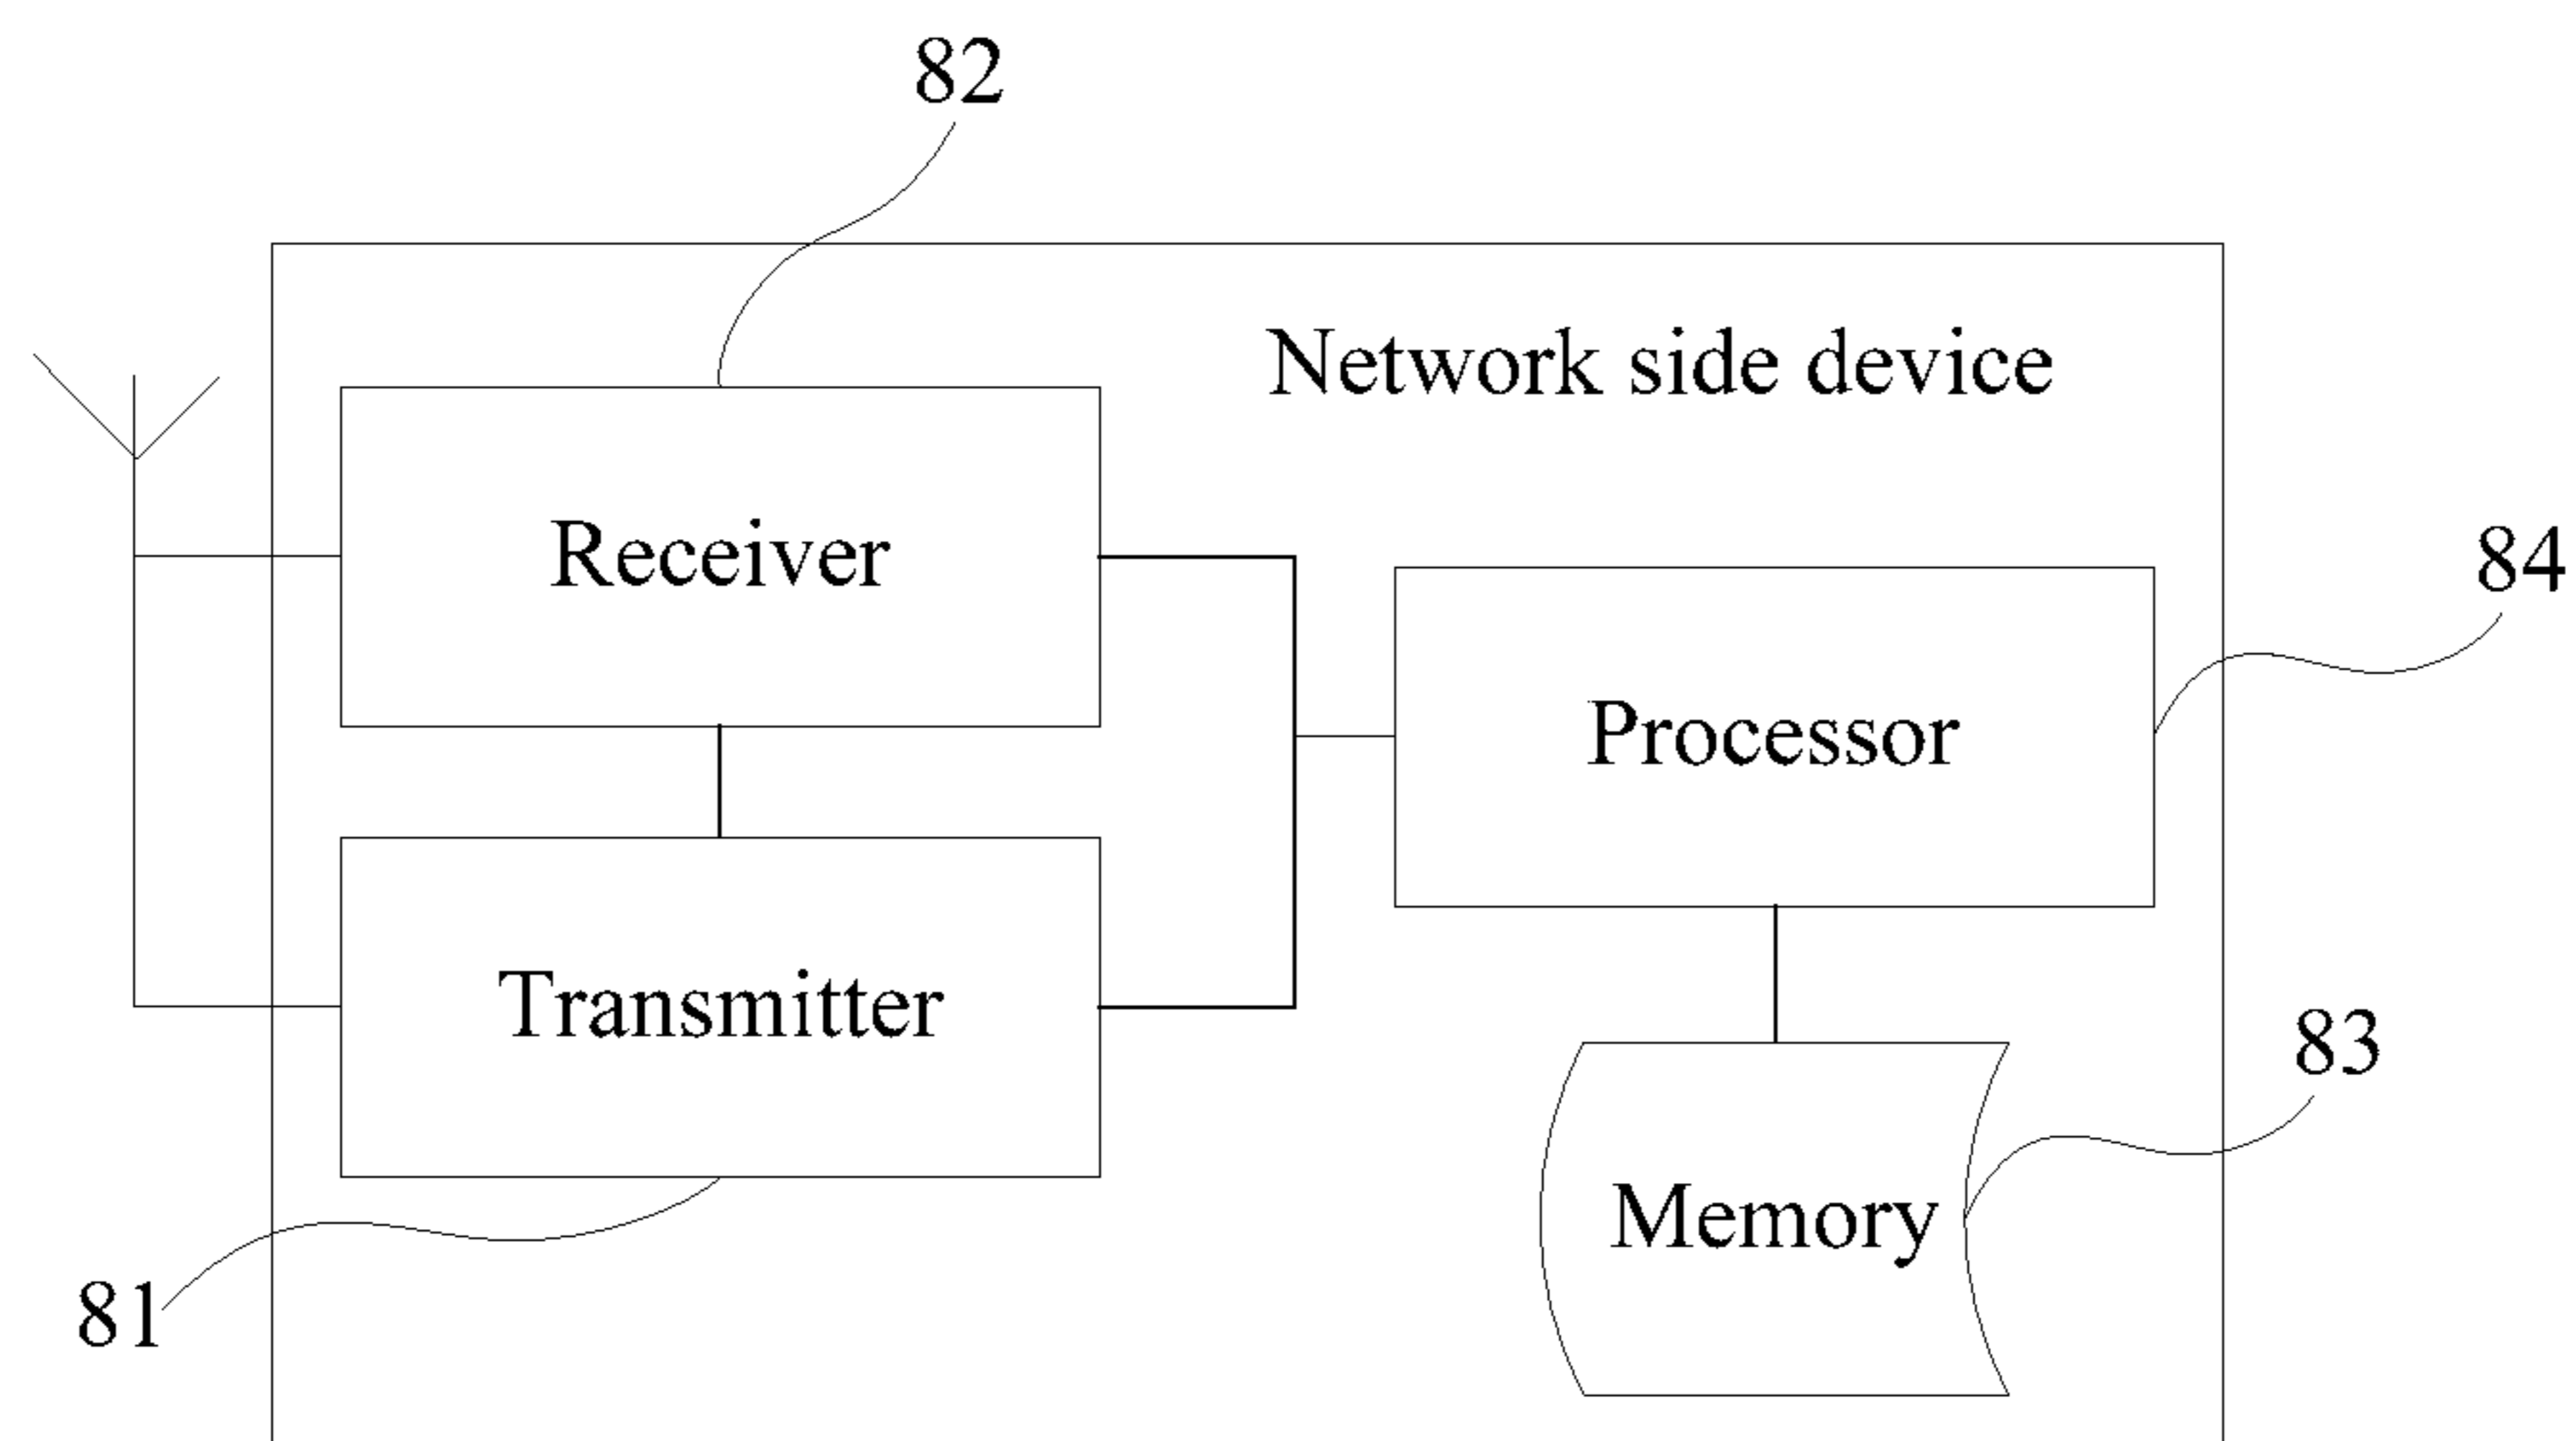 82
Network side device
Receiver
84
Processor
Transmitter
83
Memory
81